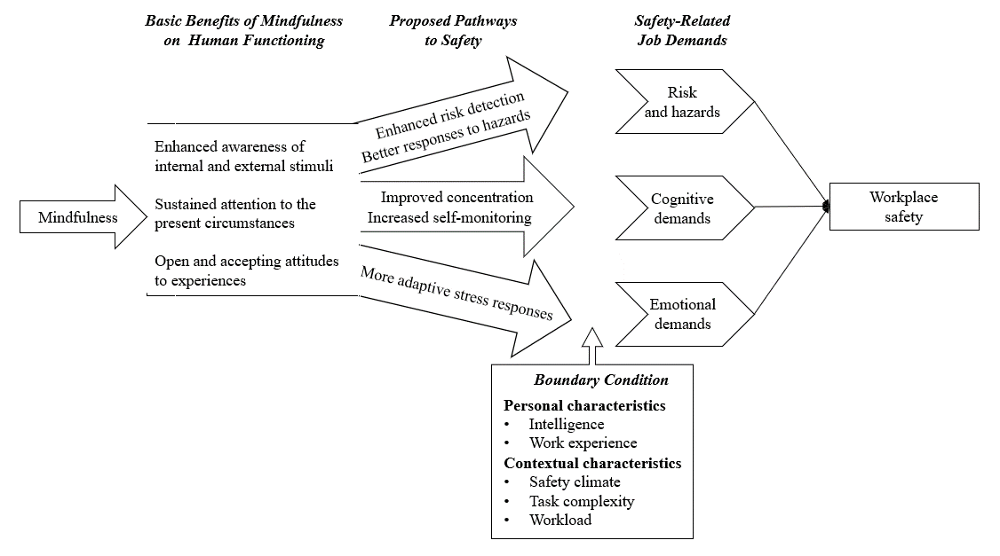 Basic Benefits of Mindfulness
on Human Functioning
Proposed Pathways
to Safety
Safety-Related
Job Demands
Mindfulness
Enhanced awareness of
internal and external stimuli
Sustained attention to the
present circumstances
Open and accepting attitudes
to experiences
Enhanced risk detection
Better responses to hazards
Improved concentration
Increased self-monitoring
More adaptive stress responses
Risk
and hazards
Cognitive
demands
Emotional
demands
Workplace
safety
Boundary Condition
Personal characteristics
• Intelligence
• Work experience
Contextual characteristics
• Safety climate
• Task complexity
• Workload